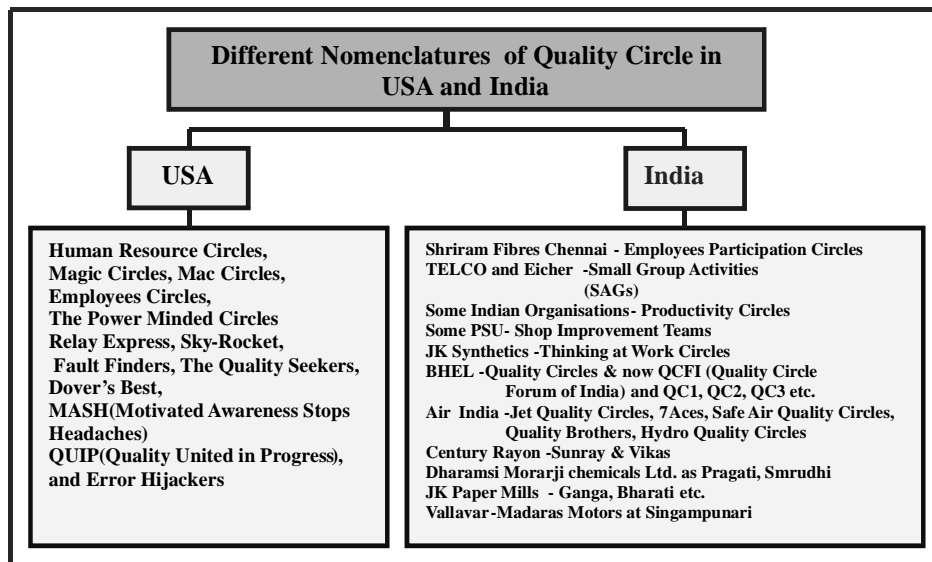 Different Nomenclatures of Quality Circle in
USA and India
USA
India
Human Resource Circles,
Magic Circles, Mac Circles,
Employees Circles,
The Power Minded Circles
Relay Express, Sky-Rocket,
Fault Finders, The Quality Seekers,
Dover's Best,
MASH(Motivated Awareness Stops
Headaches)
QUIP(Quality United in Progress),
and Error Hijackers
Shriram Fibres Chennai - Employees Participation Circles
TELCO and Eicher -Small Group Activities
(SAGs)
Some Indian Organisations- Productivity Circles
Some PSU- Shop Improvement Teams
JK Synthetics -Thinking at Work Circles
BHEL -Quality Circles & now QCFI (Quality Circle
Forum of India) and QC1, QC2, QC3 etc.
Air India -Jet Quality Circles, 7Aces, Safe Air Quality Circles,
Quality Brothers, Hydro Quality Circles
Century Rayon -Sunray & Vikas
Dharamsi Morarji chemicals Ltd. as Pragati, Smrudhi
JK Paper Mills - Ganga, Bharati etc.
Vallavar-Madaras Motors at Singampunari